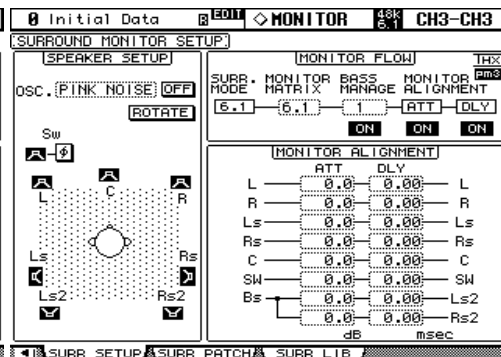 0 Initial Data EDIT MONITOR 48K 6.1 CH3-CH3
SURROUND MONITOR SETUP
SPEAKER SETUP
OSC. PINK NOISE OFF
ROTATE
Sw
ø
L C R
Ls Rs
Ls2 Rs2
MONITOR FLOW THX
pm3
SURR. MODE MONITOR MATRIX BASS MANAGE MONITOR ALIGNMENT
6.1 6.1 1 ATT DLY
ON ON ON
MONITOR ALIGNMENT
ATT DLY
L 0.0 0.00 L
R 0.0 0.00 R
Ls 0.0 0.00 Ls
Rs 0.0 0.00 Rs
C 0.0 0.00 C
SW 0.0 0.00 SW
Bs 0.0 0.00 Ls2
0.0 0.00 Rs2
dB msec
SURR SETUP SURR PATCH SURR LIB